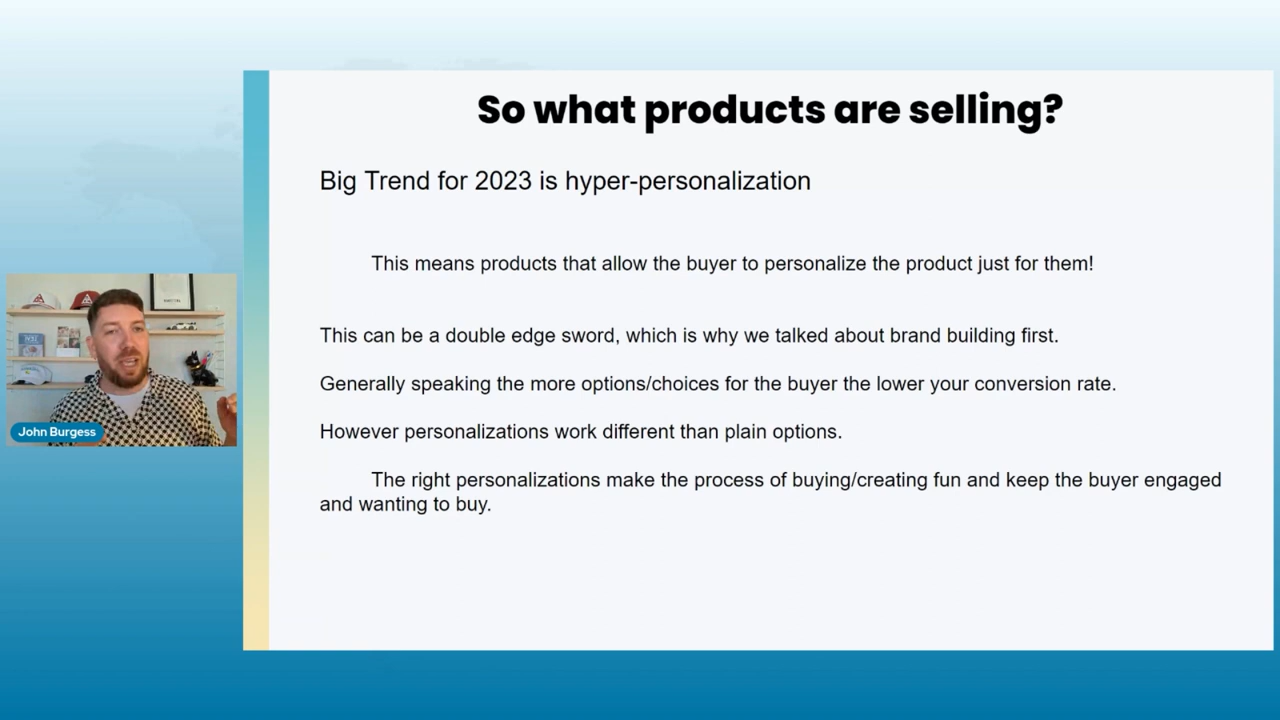 So what products are selling?
Big Trend for 2023 is hyper-personalization
This means products that allow the buyer to personalize the product just for them!
This can be a double edge sword, which is why we talked about brand building first.
Generally speaking the more options/choices for the buyer the lower your conversion rate.
However personalizations work different than plain options.
The right personalizations make the process of buying/creating fun and keep the buyer engaged
and wanting to buy.
John Burgess